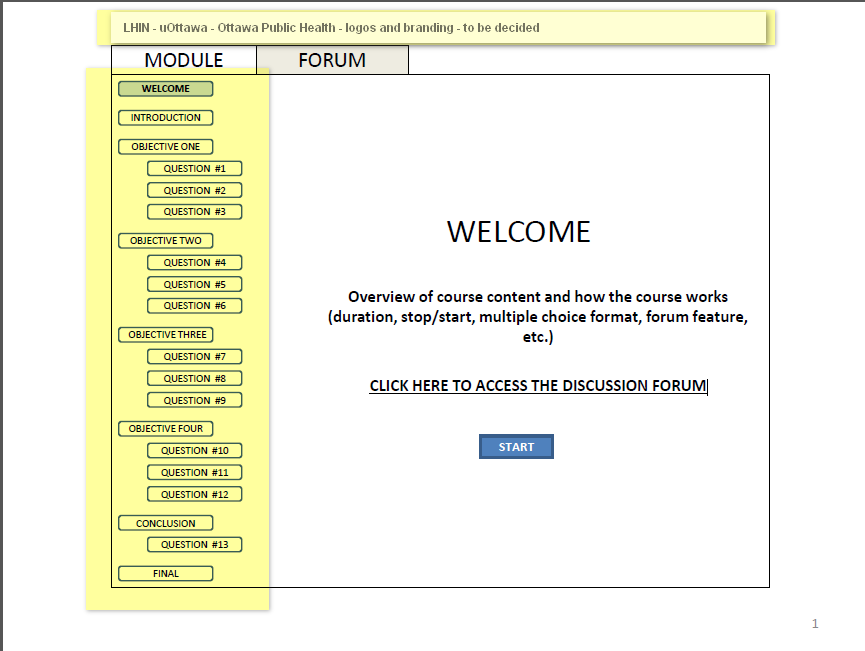 LHIN - uOttawa - Ottawa Public Health - logos and branding - to be decided
MODULE
FORUM
WELCOME
INTRODUCTION
OBJECTIVE ONE
QUESTION #1
QUESTION #2
QUESTION #3
OBJECTIVE TWO
QUESTION #4
QUESTION #5
QUESTION #6
OBJECTIVE THREE
QUESTION #7
QUESTION #8
QUESTION #9
OBJECTIVE FOUR
QUESTION #10
QUESTION #11
QUESTION #12
CONCLUSION
QUESTION #13
FINAL
WELCOME
Overview of course content and how the course works
(duration, stop/start, multiple choice format, forum feature,
etc.)
CLICK HERE TO ACCESS THE DISCUSSION FORUM
START
1